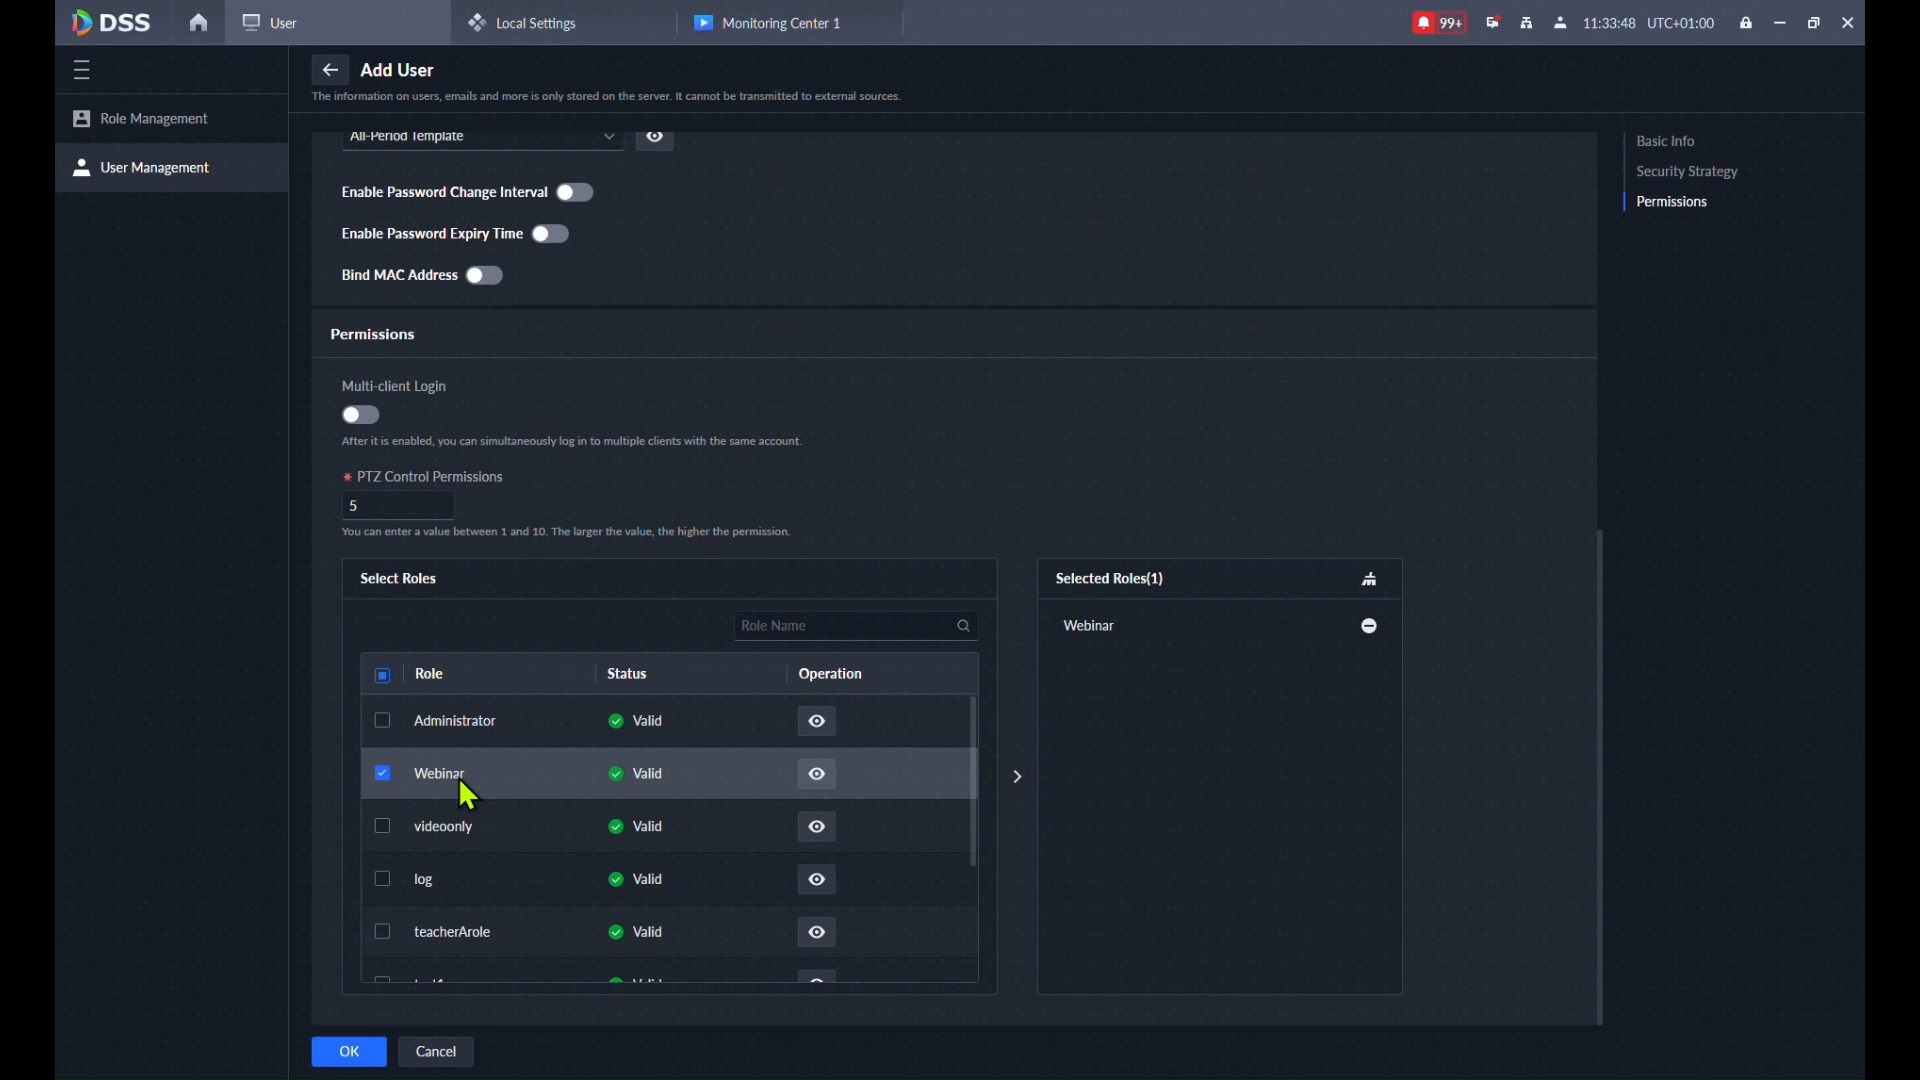 DSS
User
Local Settings
Monitoring Center 1
99+
11:33:48 UTC+01:00
Add User
The information on users, emails and more is only stored on the server. It cannot be transmitted to external sources.
Role Management
User Management
All-Period Template
Basic Info
Security Strategy
Permissions
Enable Password Change Interval
Enable Password Expiry Time
Bind MAC Address
Permissions
Multi-client Login
After it is enabled, you can simultaneously log in to multiple clients with the same account.
* PTZ Control Permissions
5
You can enter a value between 1 and 10. The larger the value, the higher the permission.
Select Roles
Selected Roles(1)
Role Name
Webinar
Role Status Operation
Administrator Valid
Webinar Valid
videoonly Valid
log Valid
teacherArole Valid
OK
Cancel